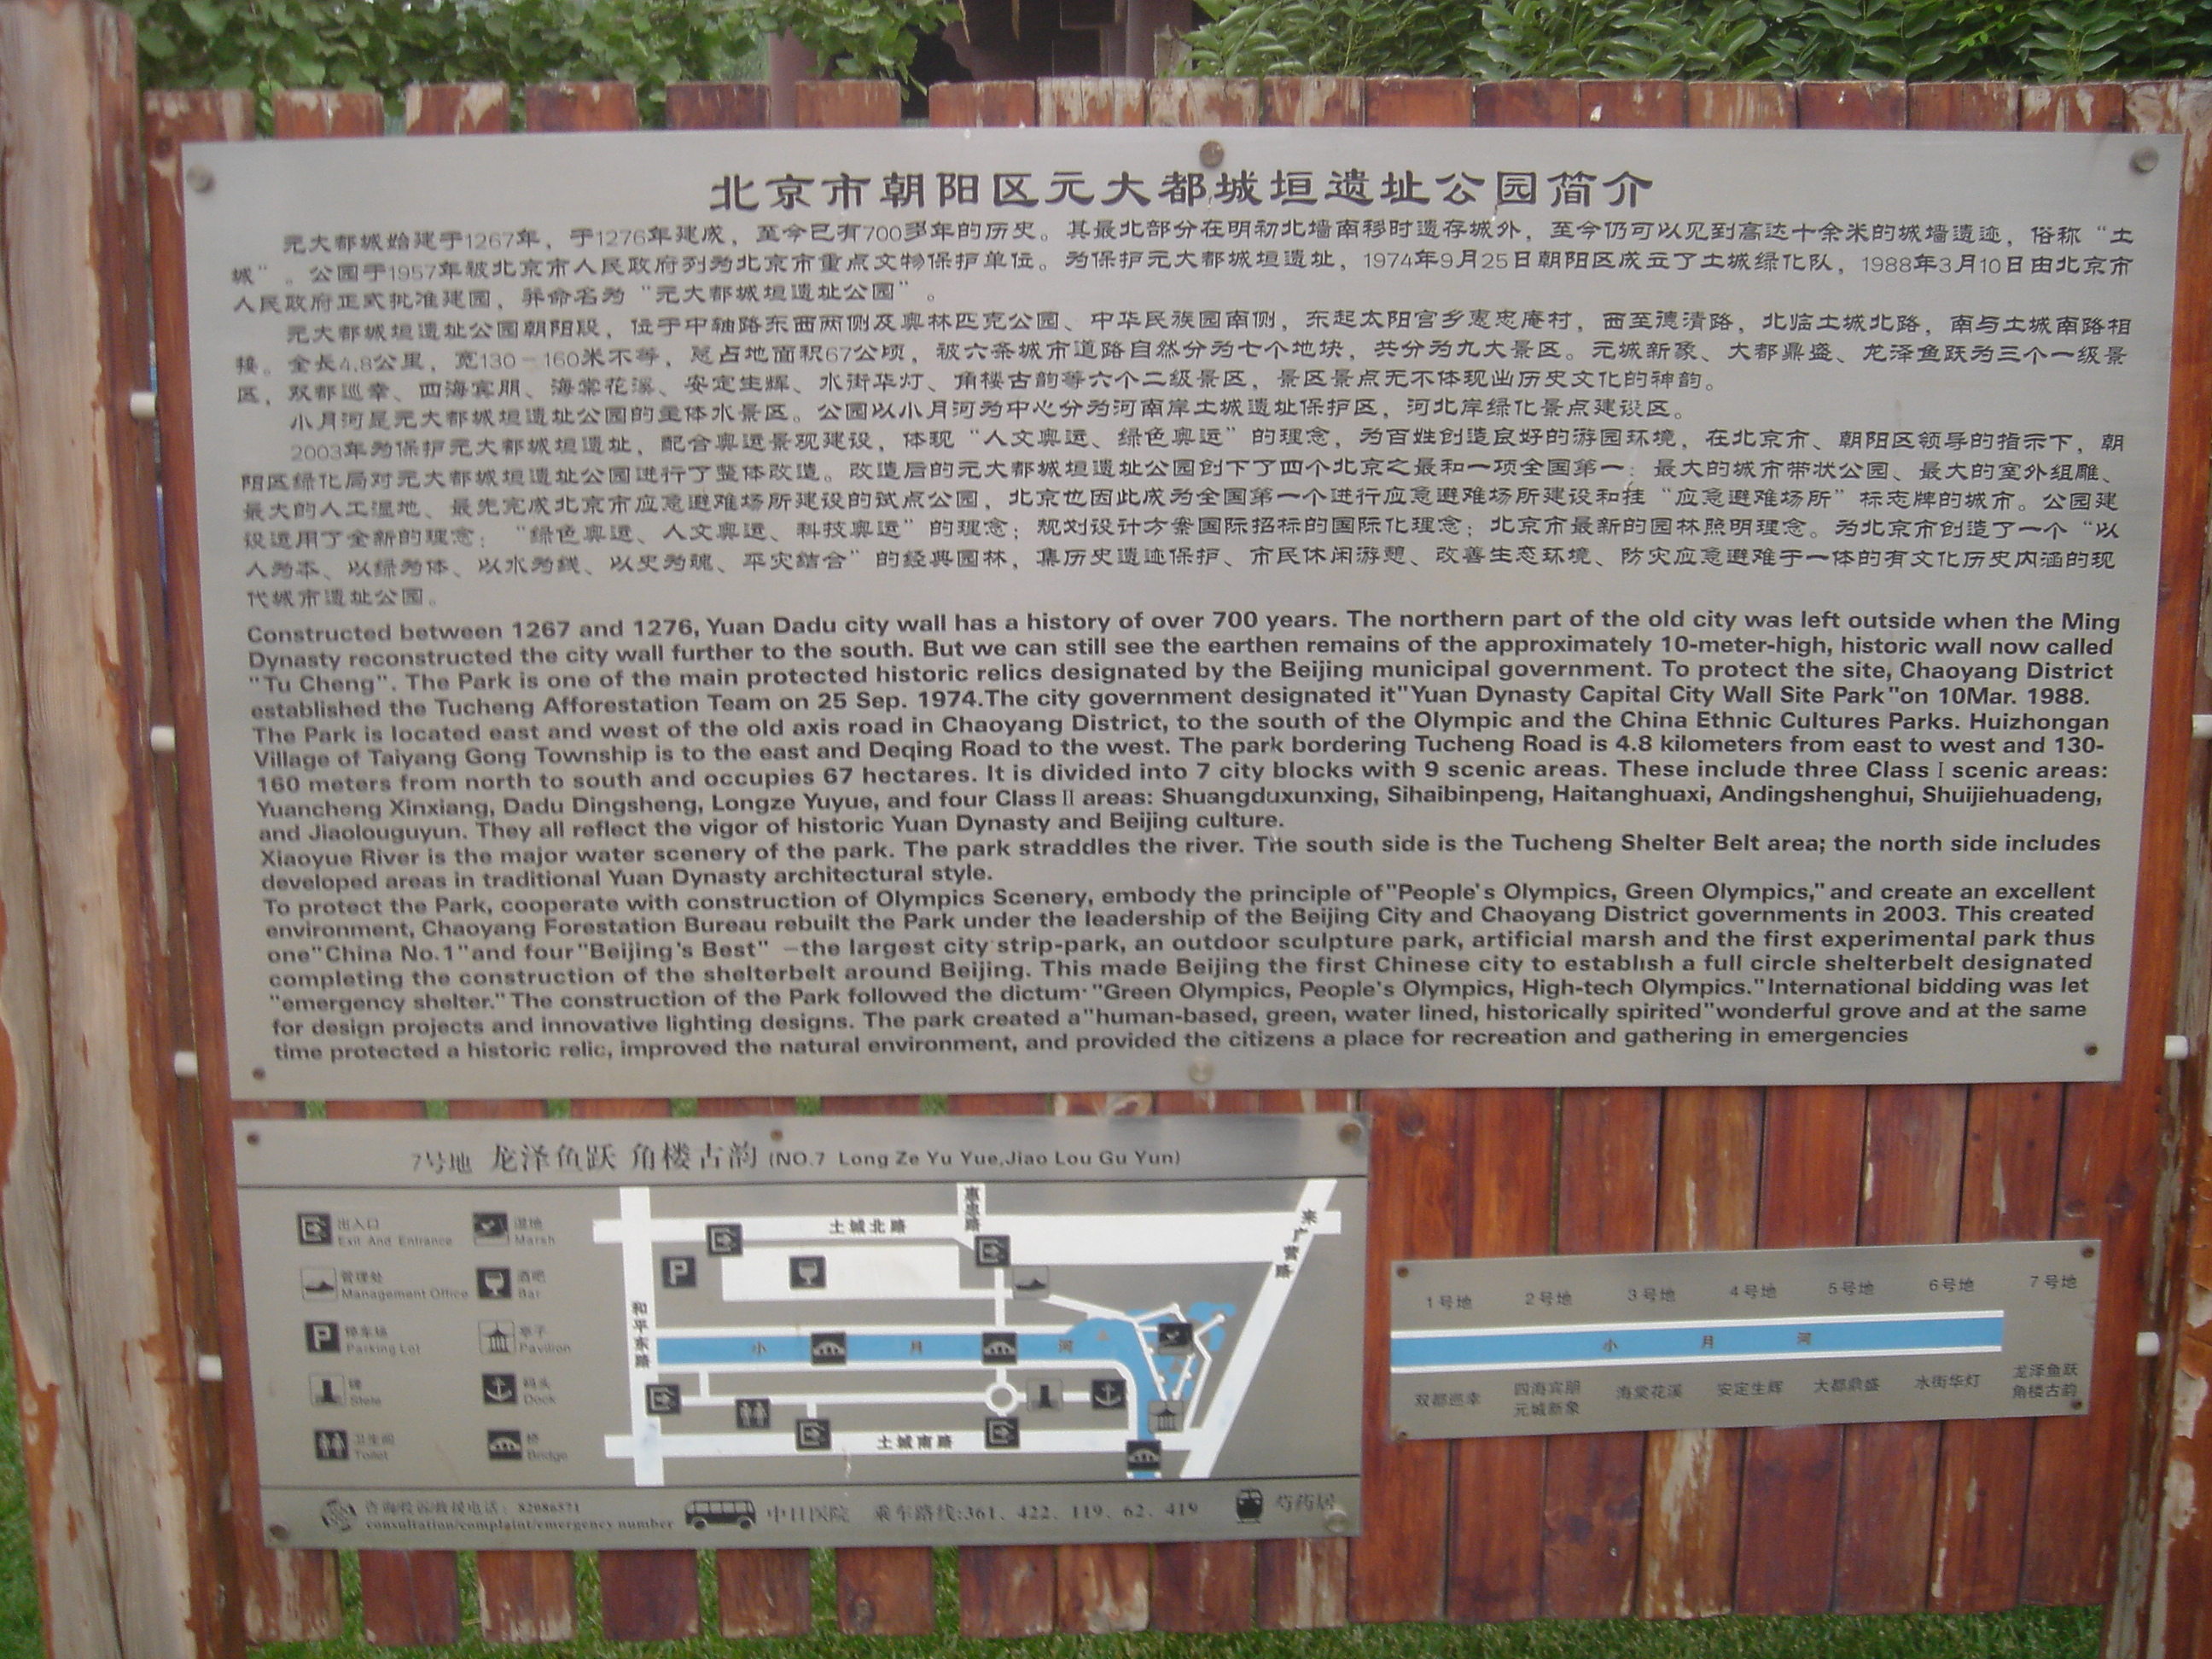 北京市朝阳区元大都城垣遗址公园简介
元大都城始建于1267年，于1276年建成，至今已有700多年的历史。其最北部分在明初北墙南移时遗存城外，至今仍可以见到高达十余米的城墙遗迹，俗称“土
城”。公园于1957年被北京市人民政府列为北京市重点文物保护单位。为保护元大都城垣遗址，1974年9月25日朝阳区成立了土城绿化队，1988年3月10日由北京市
人民政府正式批准建园，并命名为“元大都城垣遗址公园”。
元大都城垣遗址公园朝阳段，位于中轴路东西两侧及奥林匹克公园、中华民族园南侧，东起太阳宫乡惠忠庵村，西至德清路，北临土城北路，南与土城南路相
接。全长4.8公里，宽130－160米不等，总占地面积67公顷，被六条城市道路自然分为七个地块，共分为九大景区。元城新象、大都鼎盛、龙泽鱼跃为三个一级景
区，双都巡幸、四海宾朋、海棠花溪、安定生辉、水街华灯、角楼古韵等六个二级景区，景区景点无不体现出历史文化的神韵。
小月河是元大都城垣遗址公园的主体水景区。公园以小月河为中心分为河南岸土城遗址保护区，河北岸绿化景点建设区。
2003年为保护元大都城垣遗址，配合奥运景观建设，体现“人文奥运、绿色奥运”的理念，为百姓创造良好的游园环境，在北京市、朝阳区领导的指示下，朝
阳区绿化局对元大都城垣遗址公园进行了整体改造。改造后的元大都城垣遗址公园创下了四个北京之最和一项全国第一：最大的城市带状公园、最大的室外组雕、
最大的人工湿地、最先完成北京市应急避难场所建设的试点公园，北京也因此成为全国第一个进行应急避难场所建设和挂“应急避难场所”标志牌的城市。公园建
设运用了全新的理念：“绿色奥运、人文奥运、科技奥运”的理念；规划设计方案国际招标的国际化理念；北京市最新的园林照明理念。为北京市创造了一个“以
人为本、以绿为体、以水为线、以史为魂、平灾结合”的经典园林，集历史遗迹保护、市民休闲游憩、改善生态环境、防灾应急避难于一体的有文化历史内涵的现
代城市遗址公园。
Constructed between 1267 and 1276, Yuan Dadu city wall has a history of over 700 years. The northern part of the old city was left outside when the Ming
Dynasty reconstructed the city wall further to the south. But we can still see the earthen remains of the approximately 10-meter-high, historic wall now called
"Tu Cheng". The Park is one of the main protected historic relics designated by the Beijing municipal government. To protect the site, Chaoyang District
established the Tucheng Afforestation Team on 25 Sep. 1974.The city government designated it"Yuan Dynasty Capital City Wall Site Park"on 10Mar. 1988.
The Park is located east and west of the old axis road in Chaoyang District, to the south of the Olympic and the China Ethnic Cultures Parks. Huizhongan
Village of Taiyang Gong Township is to the east and Deqing Road to the west. The park bordering Tucheng Road is 4.8 kilometers from east to west and 130-
160 meters from north to south and occupies 67 hectares. It is divided into 7 city blocks with 9 scenic areas. These include three Class Ⅰ scenic areas:
Yuancheng Xinxiang, Dadu Dingsheng, Longze Yuyue, and four Class Ⅱ areas: Shuangduxunxing, Sihaibinpeng, Haitanghuaxi, Andingshenghui, Shuijiehuadeng,
and Jiaolouguyun. They all reflect the vigor of historic Yuan Dynasty and Beijing culture.
Xiaoyue River is the major water scenery of the park. The park straddles the river. The south side is the Tucheng Shelter Belt area; the north side includes
developed areas in traditional Yuan Dynasty architectural style.
To protect the Park, cooperate with construction of Olympics Scenery, embody the principle of"People's Olympics, Green Olympics,"and create an excellent
environment, Chaoyang Forestation Bureau rebuilt the Park under the leadership of the Beijing City and Chaoyang District governments in 2003. This created
one"China No.1"and four"Beijing's Best" —the largest city strip-park, an outdoor sculpture park, artificial marsh and the first experimental park thus
completing the construction of the shelterbelt around Beijing. This made Beijing the first Chinese city to establish a full circle shelterbelt designated
"emergency shelter."The construction of the Park followed the dictum "Green Olympics, People's Olympics, High-tech Olympics."International bidding was let
for design projects and innovative lighting designs. The park created a"human-based, green, water lined, historically spirited"wonderful grove and at the same
time protected a historic relic, improved the natural environment, and provided the citizens a place for recreation and gathering in emergencies
7号地 龙泽鱼跃 角楼古韵 (NO.7 Long Ze Yu Yue,Jiao Lou Gu Yun)
出入口
Exit And Entrance
湿地
Marsh
管理处
Management Office
酒吧
Bar
P
停车场
Parking Lot
亭子
Pavilion
碑
Stele
码头
Dock
卫生间
Toilet
桥
Bridge
土城北路
惠忠路
来广营路
和平东路
P
小月河
土城南路
咨询投诉救援电话：82086571
consultation/complaint/emergency number
中日医院 乘车路线:361、422、119、62、419
芍药居
1号地 2号地 3号地 4号地 5号地 6号地 7号地
小月河
双都巡幸
四海宾朋
元城新象
海棠花溪
安定生辉
大都鼎盛
水街华灯
龙泽鱼跃
角楼古韵